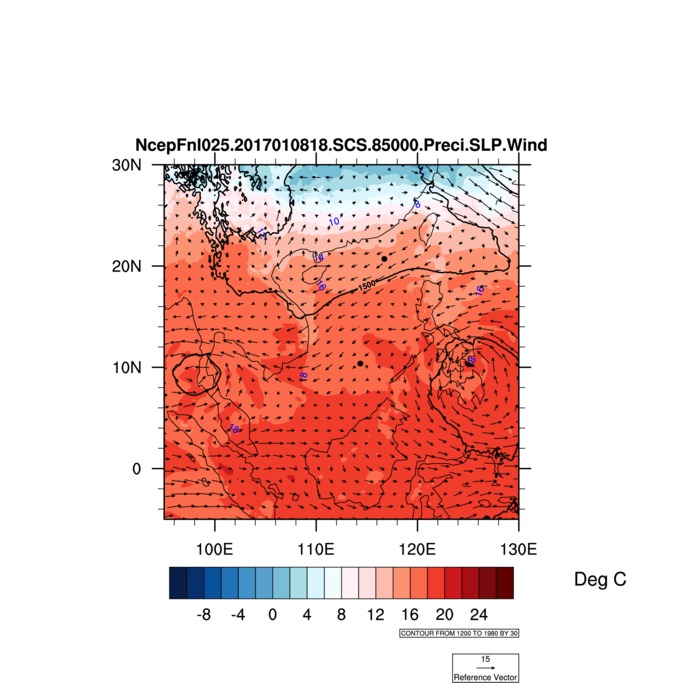 NcepFnl025.2017010818.SCS.85000.Preci.SLP.Wind
30N
8
10
14
20N
16
1500
16
10N
18
18
18
0
100E 110E 120E 130E
-8 -4 0 4 8 12 16 20 24
Deg C
CONTOUR FROM 1200 TO 1980 BY 30
15
Reference Vector